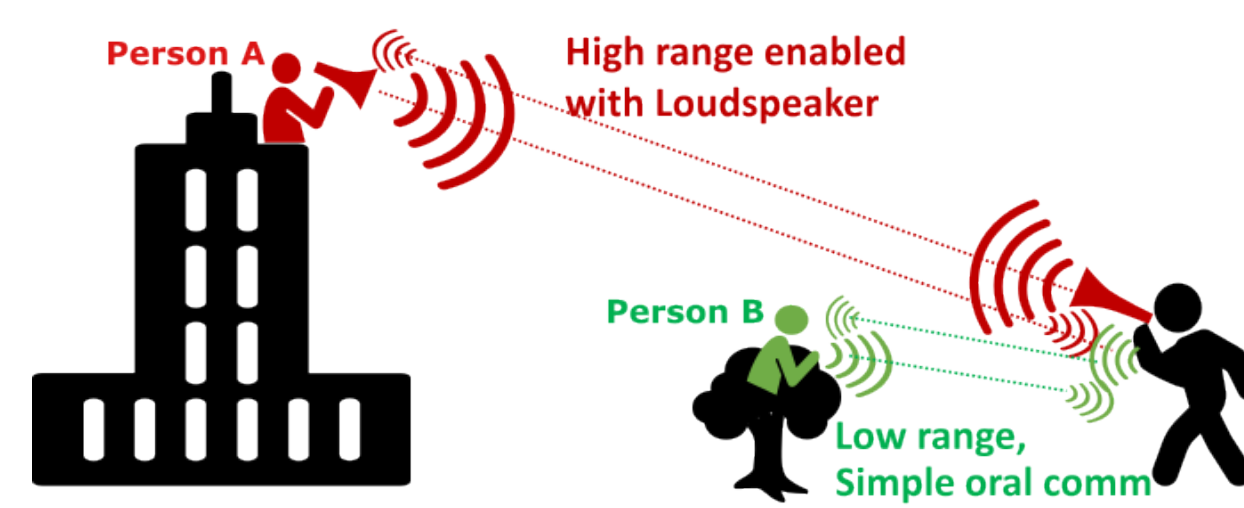 Person A
High range enabled
with Loudspeaker
Person B
Low range,
Simple oral comm